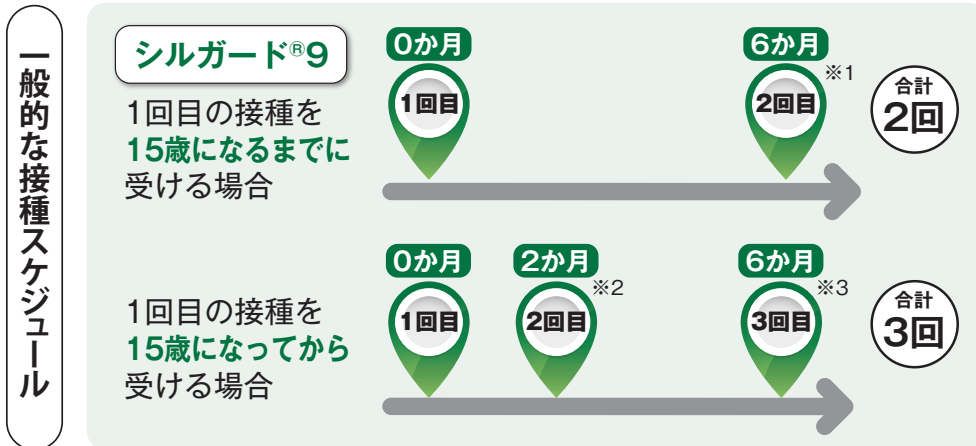 一般的な接種スケジュール
シルガード®9
1回目の接種を
15歳になるまでに
受ける場合
0か月
1回目
6か月
※1
2回目
合計
2回
1回目の接種を
15歳になってから
受ける場合
0か月
1回目
2か月
※2
2回目
6か月
※3
3回目
合計
3回